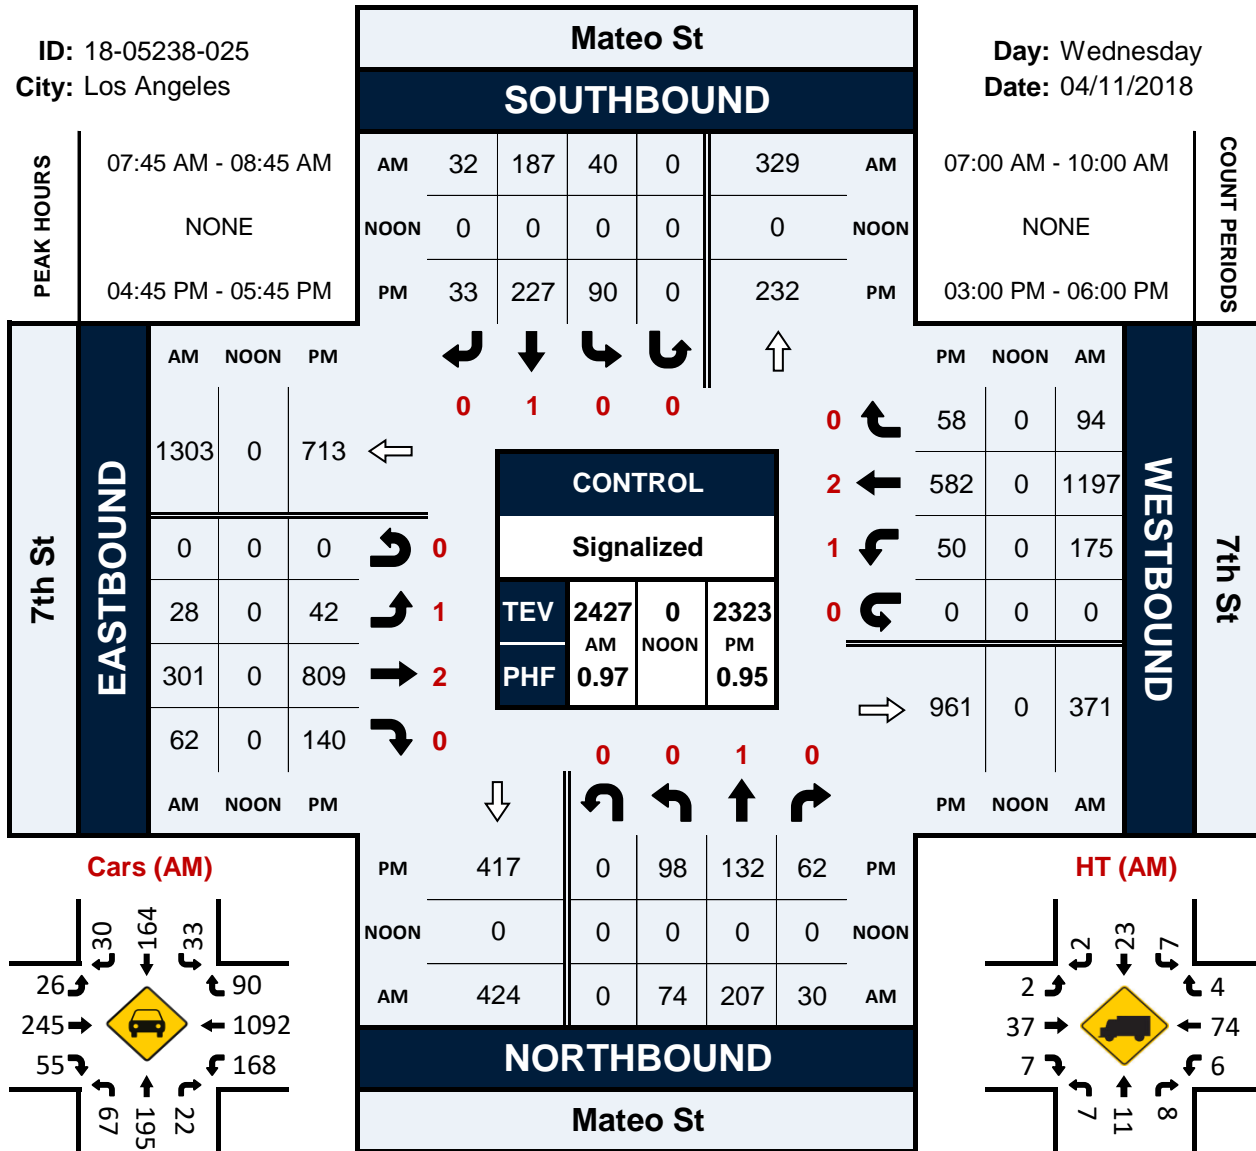 Mateo St
ID: 18-05238-025
Day: Wednesday
City: Los Angeles
Date: 04/11/2018
SOUTHBOUND
PEAK HOURS
07:45 AM - 08:45 AM
NONE
04:45 PM - 05:45 PM
AM 32 187 40 0 329 AM
NOON 0 0 0 0 0 NOON
PM 33 227 90 0 232 PM
07:00 AM - 10:00 AM
NONE
03:00 PM - 06:00 PM
COUNT PERIODS
0 1 0 0
7th St
EASTBOUND
AM NOON PM
1303 0 713
0 0 0 0
28 0 42 1
301 0 809 2
62 0 140 0
AM NOON PM
CONTROL
Signalized
TEV 2427 0 2323
AM NOON PM
PHF 0.97 0.95
PM NOON AM
0 58 0 94
2 582 0 1197
1 50 0 175
0 0 0 0
961 0 371
PM NOON AM
WESTBOUND
7th St
0 0 1 0
PM 417 0 98 132 62 PM
NOON 0 0 0 0 0 NOON
AM 424 0 74 207 30 AM
NORTHBOUND
Mateo St
Cars (AM)
30 164 33
26 90
245 1092
55 168
67 195 22
HT (AM)
2 23 7
2 4
37 74
7 6
7 11 8